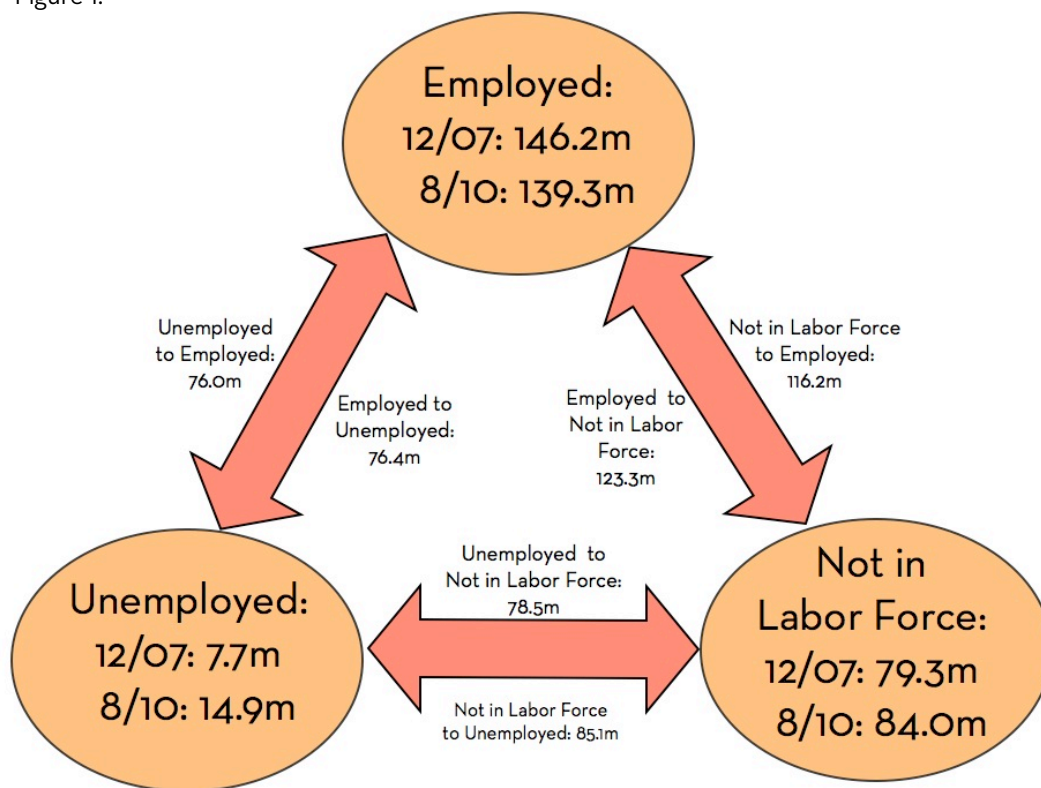 Figure 1.
Employed:
12/07: 146.2m
8/10: 139.3m
Unemployed
to Employed:
76.0m
Employed to
Unemployed:
76.4m
Not in Labor Force
to Employed:
116.2m
Employed to
Not in Labor
Force:
123.3m
Unemployed:
12/07: 7.7m
8/10: 14.9m
Unemployed to
Not in Labor Force:
78.5m
Not in Labor Force
to Unemployed: 85.1m
Not in
Labor Force:
12/07: 79.3m
8/10: 84.0m